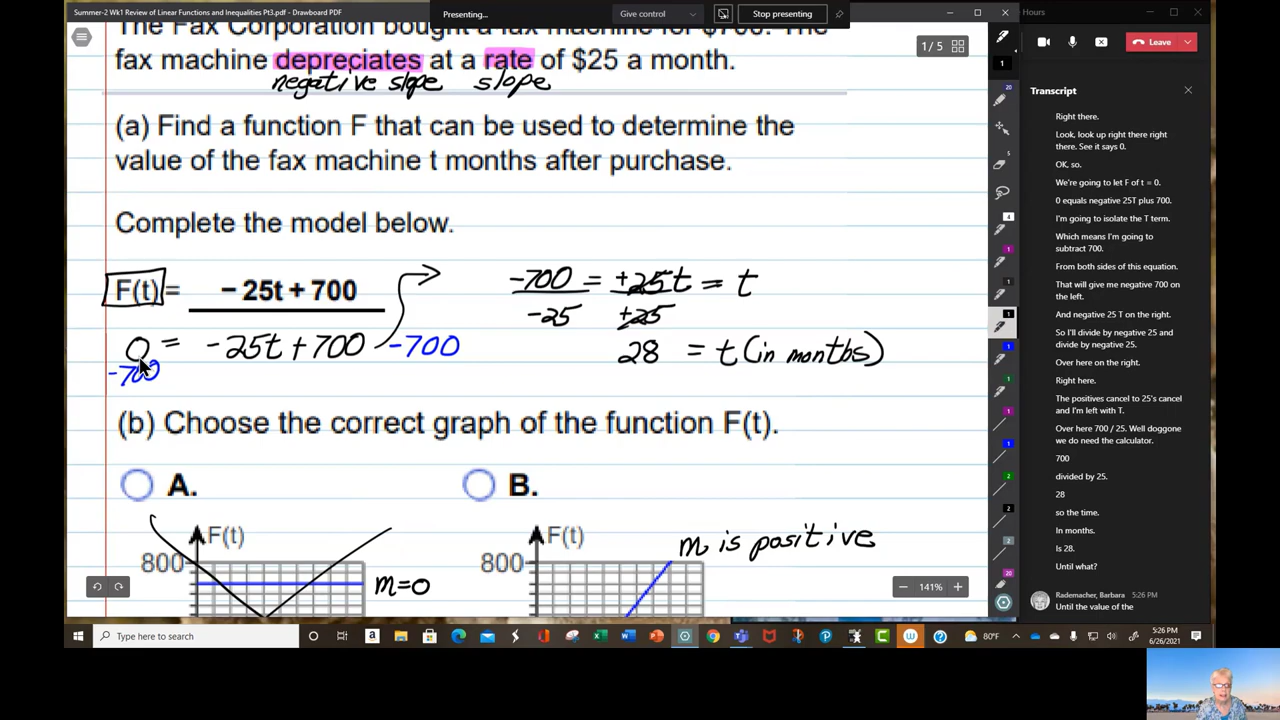 Summer-2 Wk1 Review of Linear Functions and Inequalities Pt3.pdf - Drawboard PDF
Presenting...
Give control
Stop presenting
Hours
The Fax Corporation bought a fax machine for $700. The
fax machine depreciates at a rate of $25 a month.
negative slope slope
1 / 5
Leave
(a) Find a function F that can be used to determine the
value of the fax machine t months after purchase.
Complete the model below.
F(t) = - 25t + 700
-700 = +25t = t
-25 +25
0 = -25t + 700 -700
-700
28 = t (in months)
(b) Choose the correct graph of the function F(t).
A.
B.
F(t)
800
m=0
F(t)
800
m is positive
141%
Transcript
Right there.
Look, look up right there right
there. See it says 0.
OK, so.
We're going to let F of t = 0.
0 equals negative 25T plus 700.
I'm going to isolate the T term.
Which means I'm going to
subtract 700.
From both sides of this equation.
That will give me negative 700 on
the left.
And negative 25 T on the right.
So I'll divide by negative 25 and
divide by negative 25.
Over here on the right.
Right here.
The positives cancel to 25's cancel
and I'm left with T.
Over here 700 / 25. Well doggone
we do need the calculator.
700
divided by 25.
28
so the time.
In months.
Is 28.
Until what?
Rademacher, Barbara 5:26 PM
Until the value of the
Type here to search
80°F
5:26 PM
6/26/2021